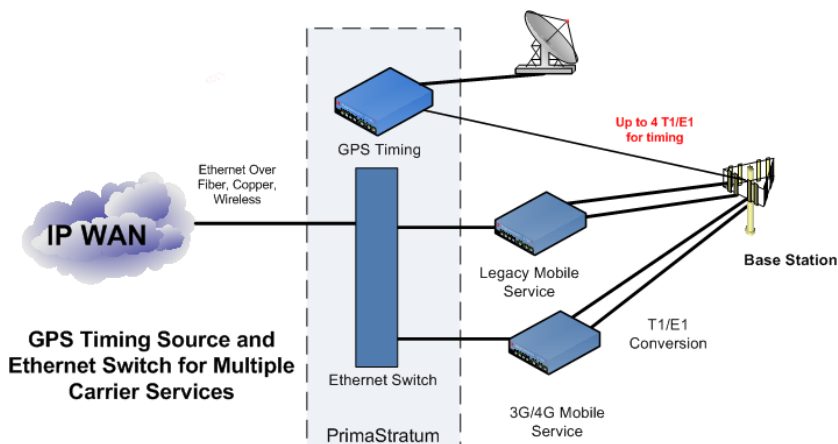 Up to 4 T1/E1
for timing
GPS Timing
Ethernet Over
Fiber, Copper,
Wireless
IP WAN
Legacy Mobile
Service
Base Station
GPS Timing Source and
Ethernet Switch for Multiple
Carrier Services
T1/E1
Conversion
Ethernet Switch
3G/4G Mobile
Service
PrimaStratum